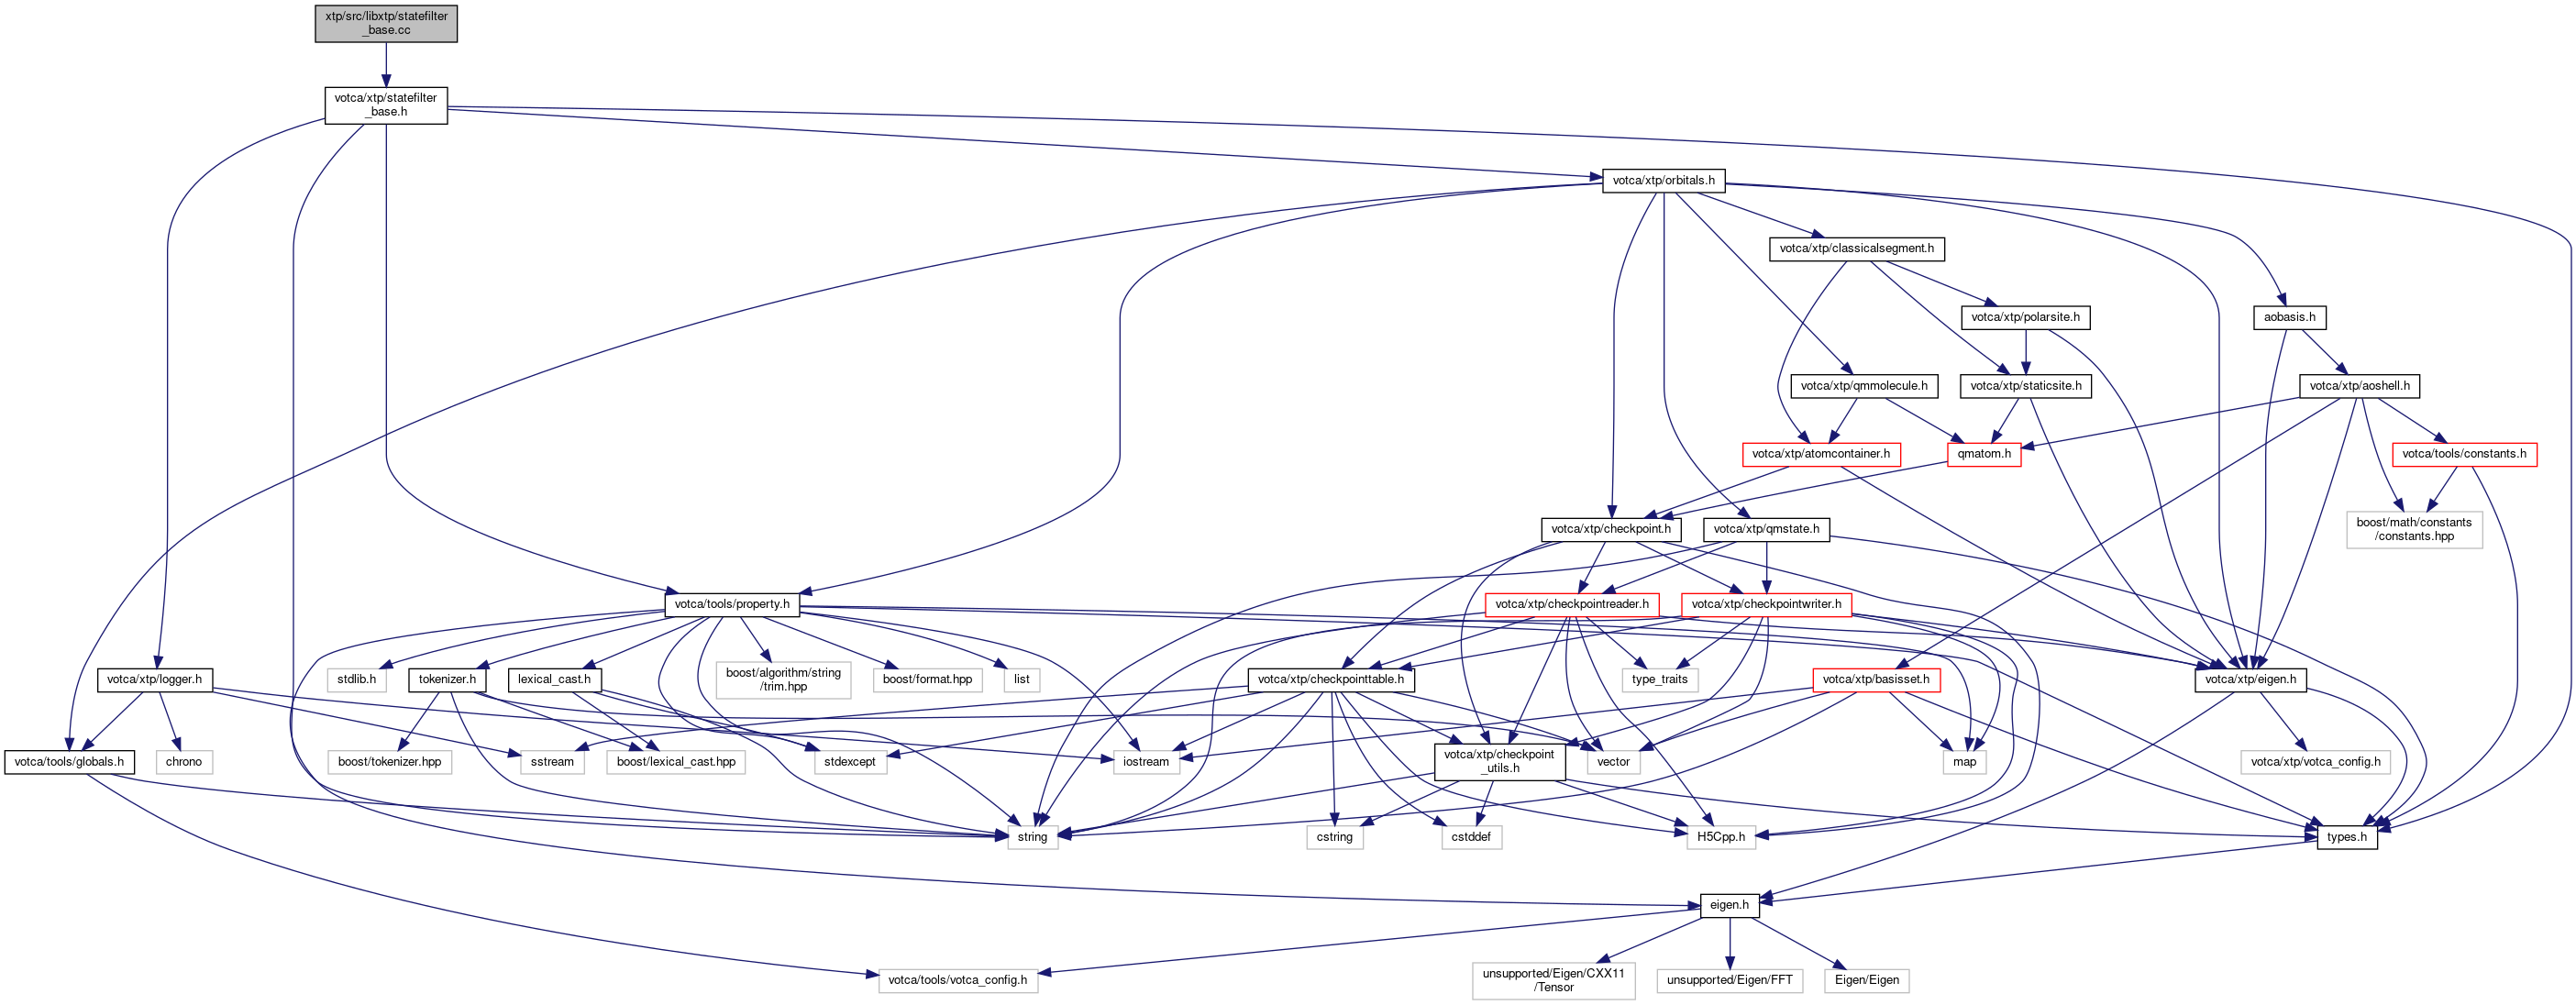 xtp/src/libxtp/statefilter
_base.cc
votca/xtp/statefilter
_base.h
votca/xtp/orbitals.h
votca/xtp/classicalsegment.h
votca/xtp/polarsite.h
aobasis.h
votca/xtp/qmmolecule.h
votca/xtp/staticsite.h
votca/xtp/aoshell.h
votca/xtp/atomcontainer.h
qmatom.h
votca/tools/constants.h
votca/xtp/checkpoint.h
votca/xtp/qmstate.h
boost/math/constants
/constants.hpp
votca/tools/property.h
votca/xtp/checkpointreader.h
votca/xtp/checkpointwriter.h
votca/xtp/logger.h
stdlib.h
tokenizer.h
lexical_cast.h
boost/algorithm/string
/trim.hpp
boost/format.hpp
list
votca/xtp/checkpointtable.h
type_traits
votca/xtp/basisset.h
votca/xtp/eigen.h
votca/tools/globals.h
chrono
boost/tokenizer.hpp
sstream
boost/lexical_cast.hpp
stdexcept
iostream
votca/xtp/checkpoint
_utils.h
vector
map
votca/xtp/votca_config.h
string
cstring
cstddef
H5Cpp.h
types.h
eigen.h
votca/tools/votca_config.h
unsupported/Eigen/CXX11
/Tensor
unsupported/Eigen/FFT
Eigen/Eigen